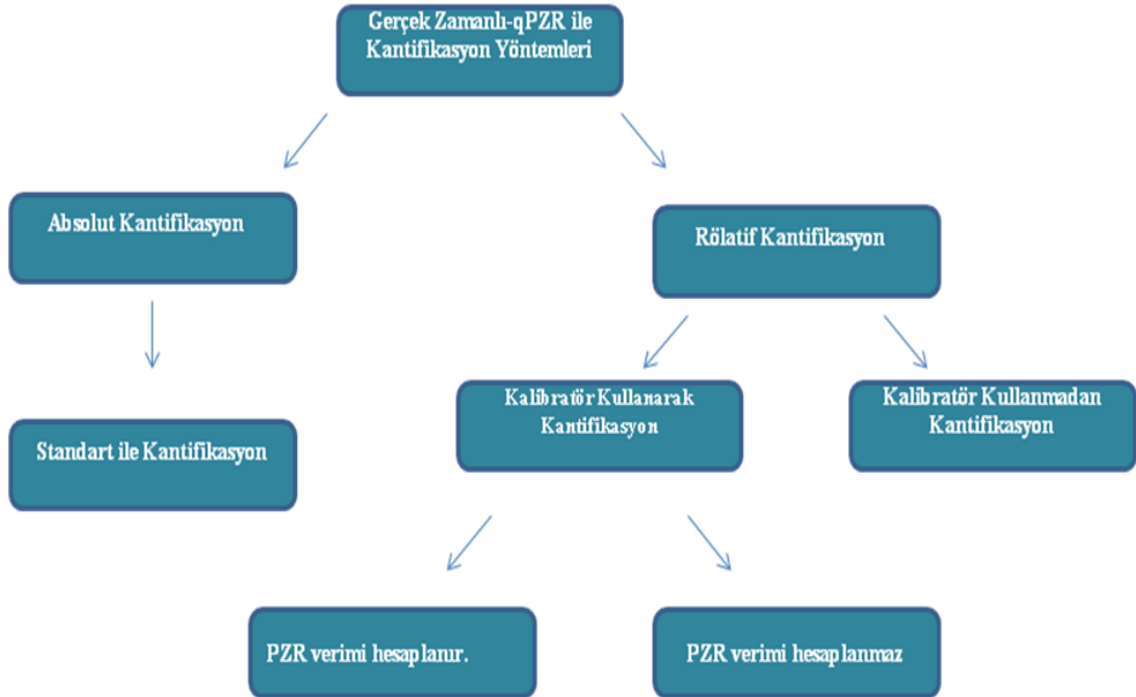 Gerçek Zamanlı-qPZR ile
Kantifikasyon Yöntemleri
Absolut Kantifikasyon
Rölatif Kantifikasyon
Standart ile Kantifikasyon
Kalibratör Kullanarak
Kantifikasyon
Kalibratör Kullanmadan
Kantifikasyon
PZR verimi hesaplanır.
PZR verimi hesaplanmaz